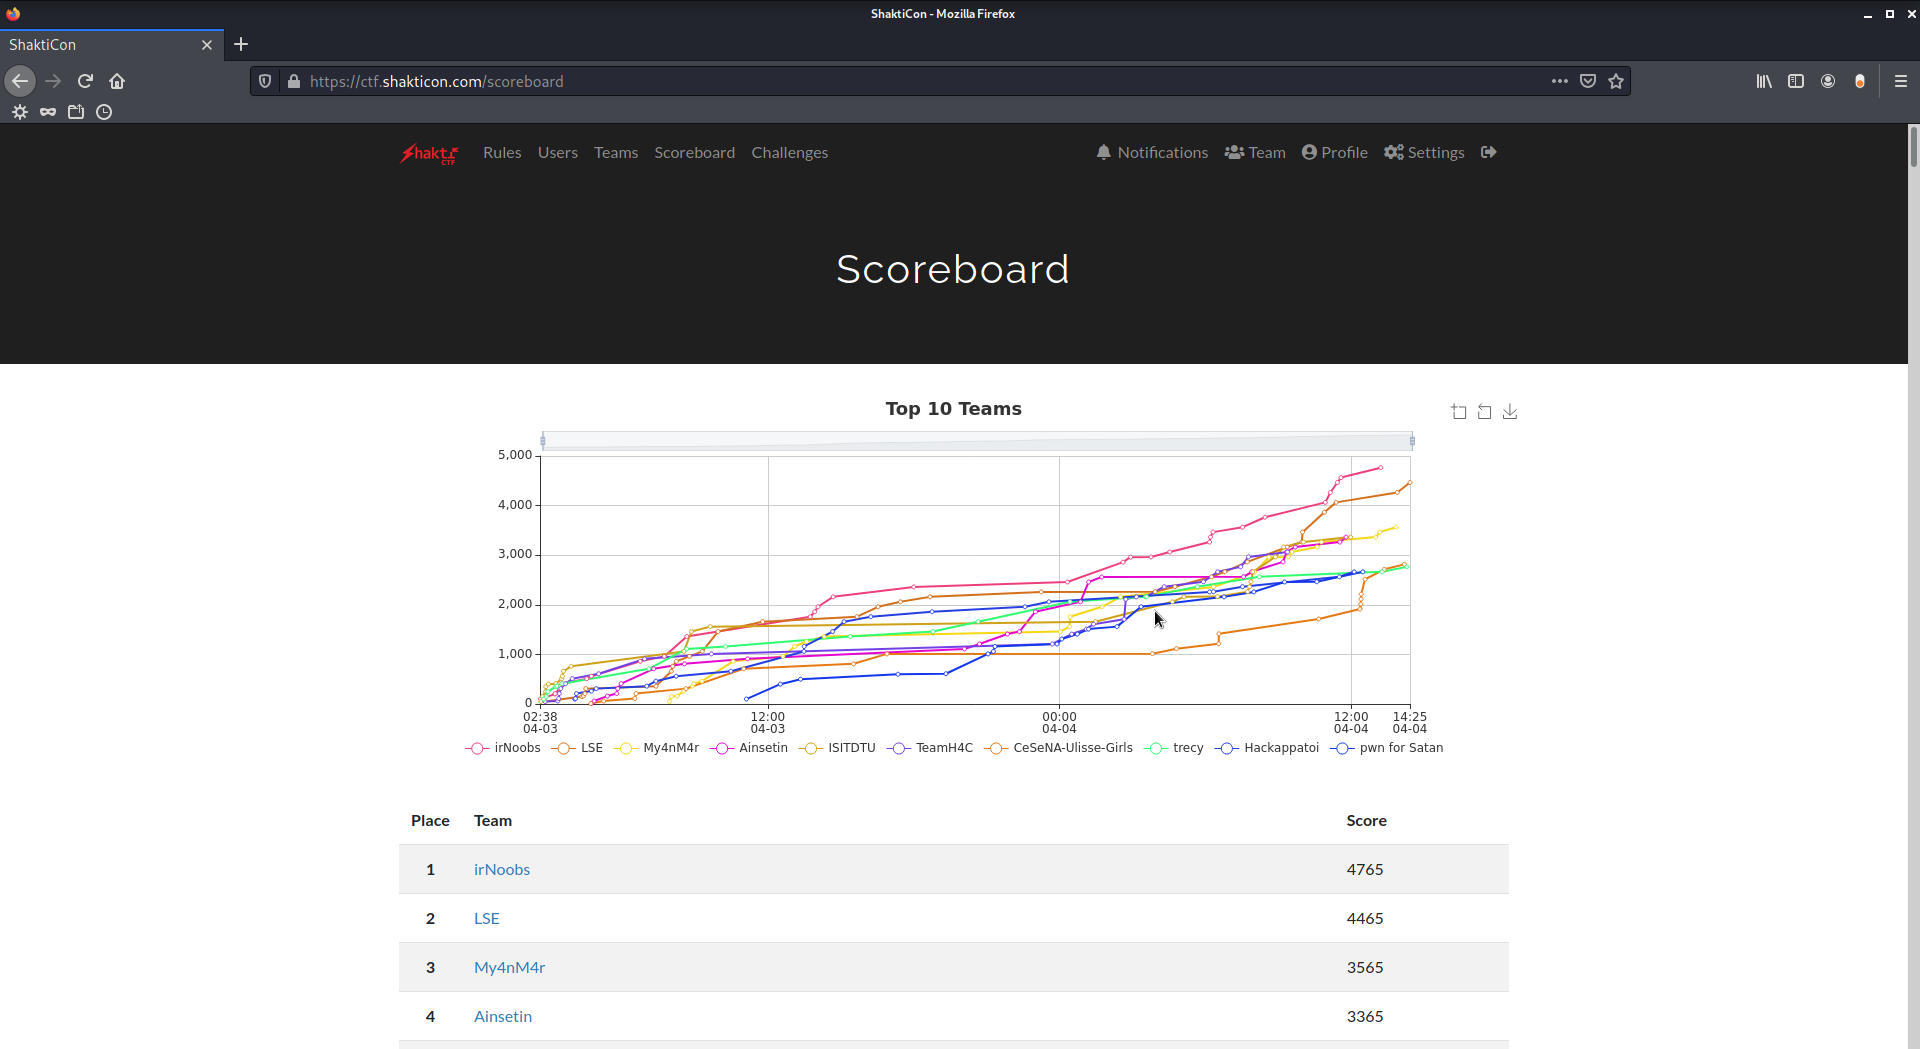 ShaktiCon - Mozilla Firefox
ShaktiCon
https://ctf.shakticon.com/scoreboard
Shakti CTF Rules Users Teams Scoreboard Challenges Notifications Team Profile Settings
Scoreboard
Top 10 Teams
5,000
4,000
3,000
2,000
1,000
0
02:38 12:00 00:00 12:00 14:25
04-03 04-03 04-04 04-04 04-04
irNoobs LSE My4nM4r Ainsetin ISITDTU TeamH4C CeSeNA-Ulisse-Girls trecy Hackappatoi pwn for Satan
Place Team Score
1 irNoobs 4765
2 LSE 4465
3 My4nM4r 3565
4 Ainsetin 3365